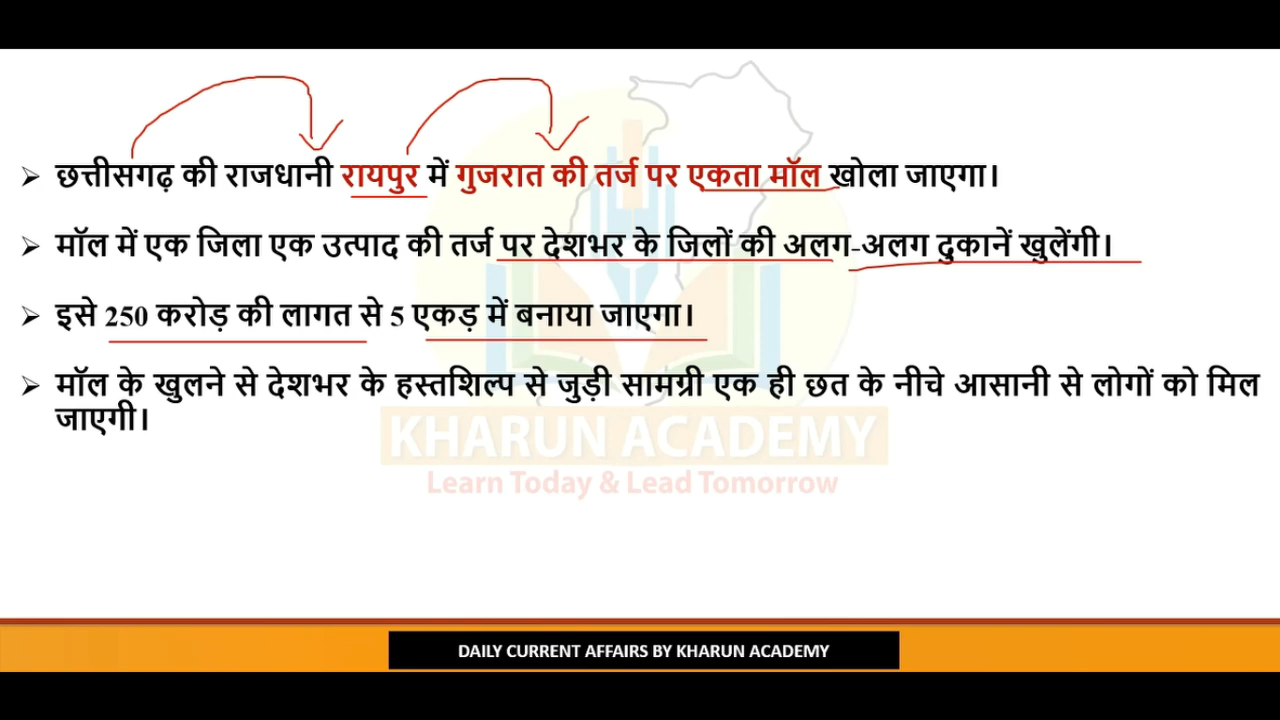 ➢ छत्तीसगढ़ की राजधानी रायपुर में गुजरात की तर्ज पर एकता मॉल खोला जाएगा।
➢ मॉल में एक जिला एक उत्पाद की तर्ज पर देशभर के जिलों की अलग-अलग दुकानें खुलेंगी।
➢ इसे 250 करोड़ की लागत से 5 एकड़ में बनाया जाएगा।
➢ मॉल के खुलने से देशभर के हस्तशिल्प से जुड़ी सामग्री एक ही छत के नीचे आसानी से लोगों को मिल
जाएगी।
KHARUN ACADEMY
Learn Today & Lead Tomorrow
DAILY CURRENT AFFAIRS BY KHARUN ACADEMY